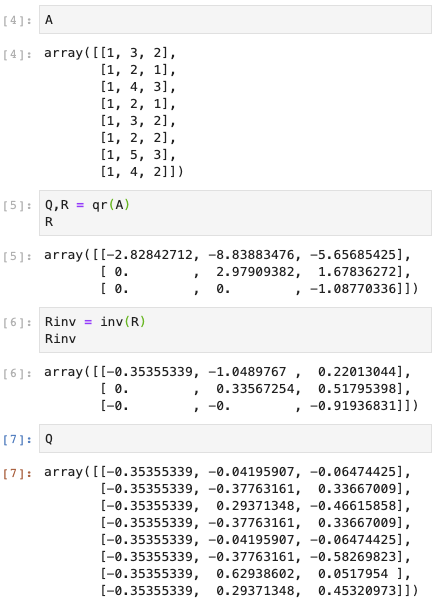 [4]: A
[4]: array([[1, 3, 2],
       [1, 2, 1],
       [1, 4, 3],
       [1, 2, 1],
       [1, 3, 2],
       [1, 2, 2],
       [1, 5, 3],
       [1, 4, 2]])
[5]: Q,R = qr(A)
R
[5]: array([[-2.82842712, -8.83883476, -5.65685425],
       [ 0.        ,  2.97909382,  1.67836272],
       [ 0.        ,  0.        , -1.08770336]])
[6]: Rinv = inv(R)
Rinv
[6]: array([[-0.35355339, -1.0489767 ,  0.22013044],
       [ 0.        ,  0.33567254,  0.51795398],
       [-0.        , -0.        , -0.91936831]])
[7]: Q
[7]: array([[-0.35355339, -0.04195907, -0.06474425],
       [-0.35355339, -0.37763161,  0.33667009],
       [-0.35355339,  0.29371348, -0.46615858],
       [-0.35355339, -0.37763161,  0.33667009],
       [-0.35355339, -0.04195907, -0.06474425],
       [-0.35355339, -0.37763161, -0.58269823],
       [-0.35355339,  0.62938602,  0.0517954 ],
       [-0.35355339,  0.29371348,  0.45320973]])